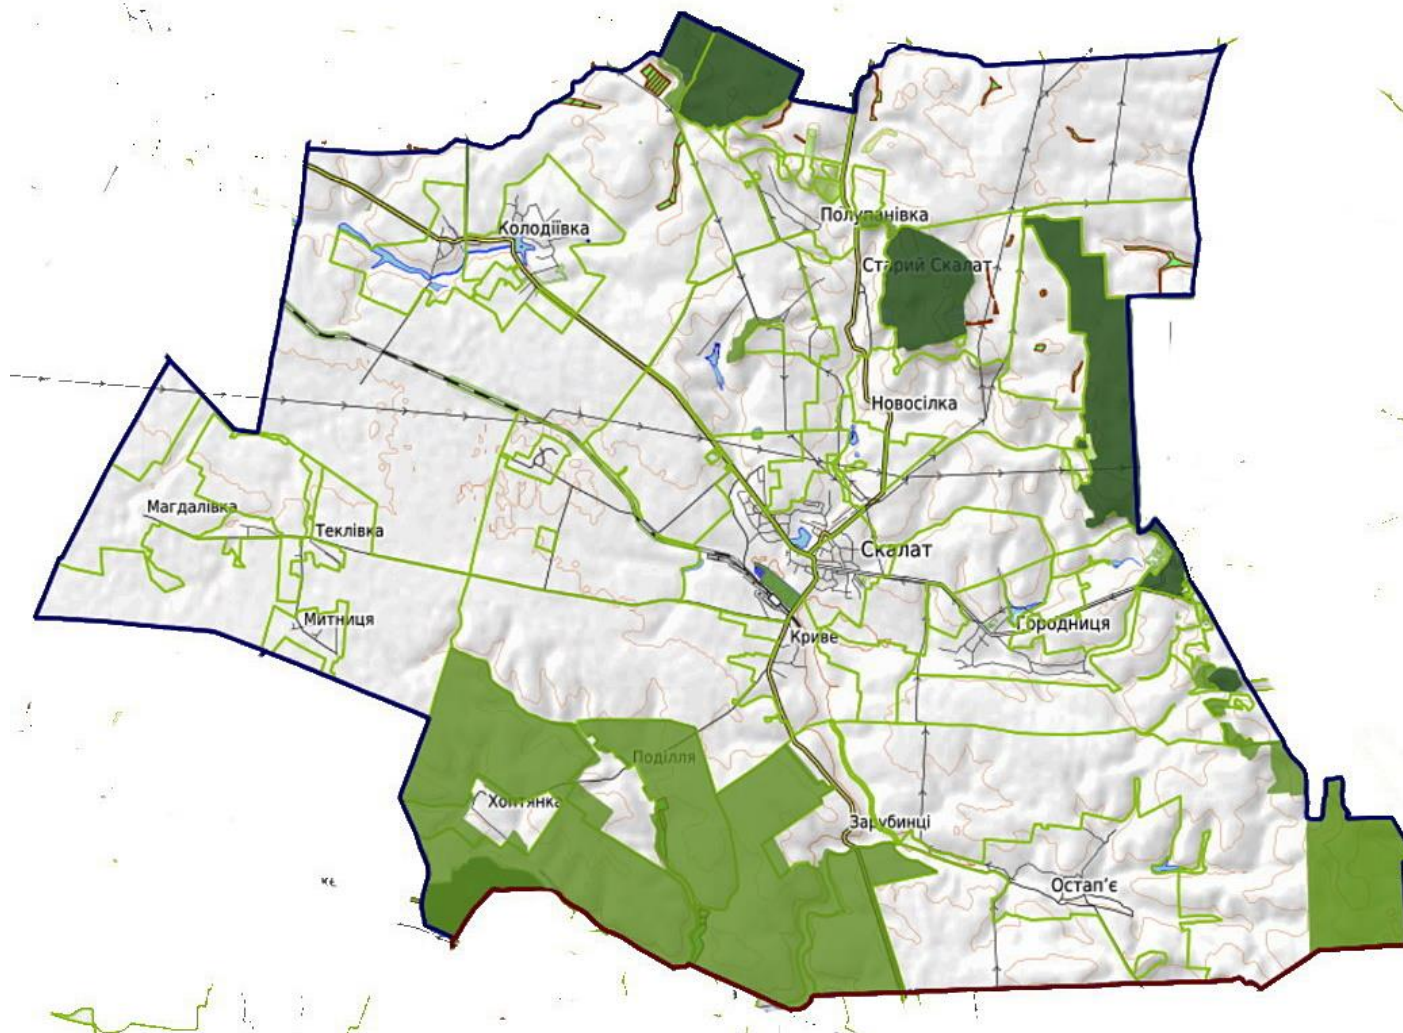 Полупанівка
Колодіївка
Старий Скалат
Новосілка
Магдалівка
Теклівка
Скалат
Митниця
Городниця
Криве
Поділля
Хоптянка
Зарубинці
Остап'є